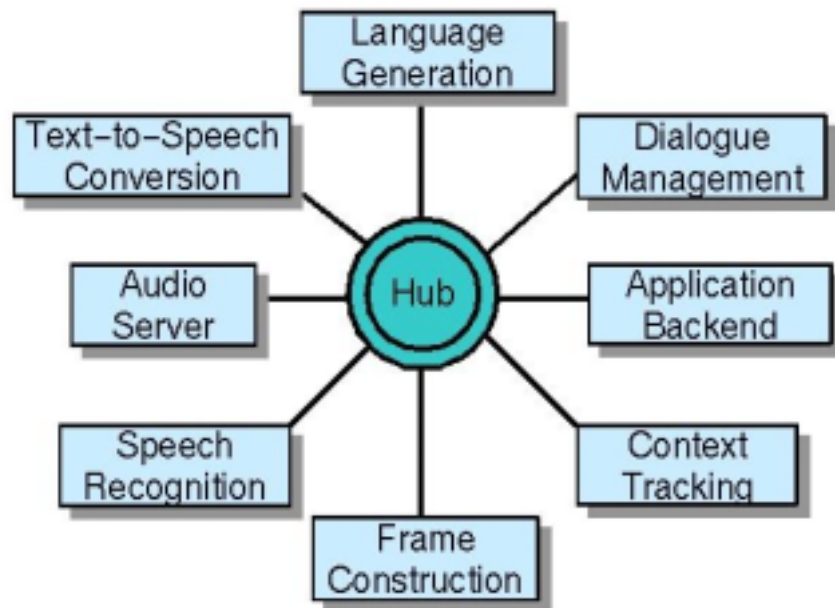 Language
Generation
Text-to-Speech
Conversion
Dialogue
Management
Audio
Server
Hub
Application
Backend
Speech
Recognition
Context
Tracking
Frame
Construction